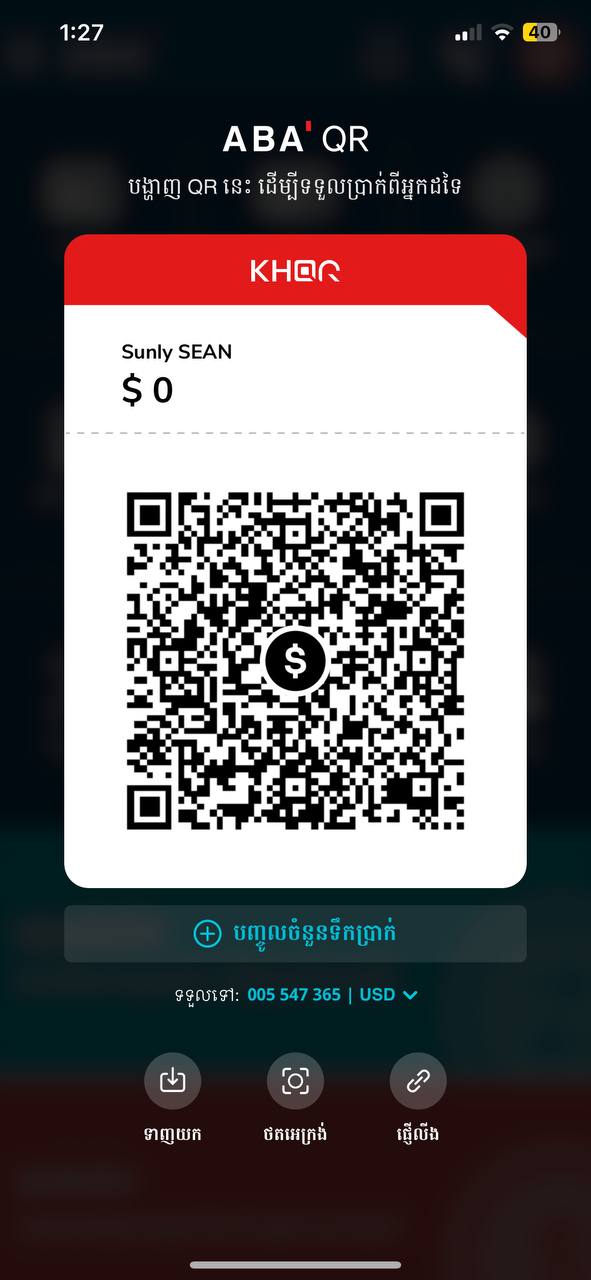 1:27
40
ABA' QR
បង្ហាញ QR នេះ ដើម្បីទទួលប្រាក់ពីអ្នកដទៃ
KHQR
Sunly SEAN
$ 0
$
បញ្ចូលចំនួនទឹកប្រាក់
ទទួលទៅ: 005 547 365 | USD
ទាញយក
ថតអេក្រង់
ផ្ញើលីង